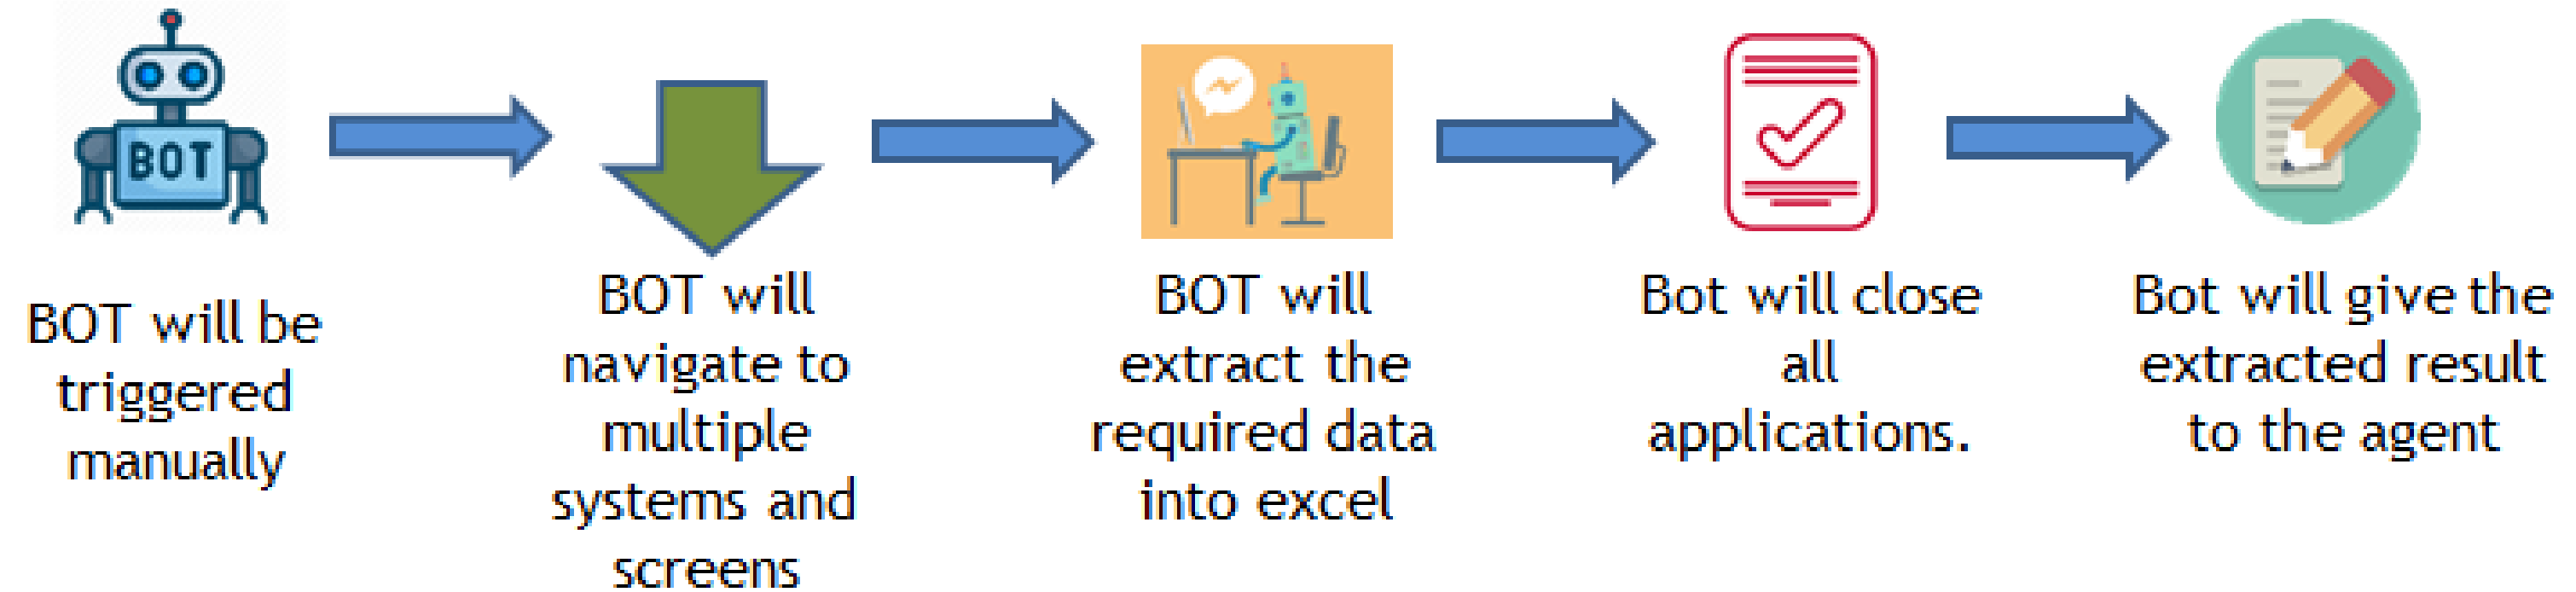 BOT
BOT will be
triggered
manually
BOT will
navigate to
multiple
systems and
screens
BOT will
extract the
required data
into excel
Bot will close
all
applications.
Bot will give the
extracted result
to the agent